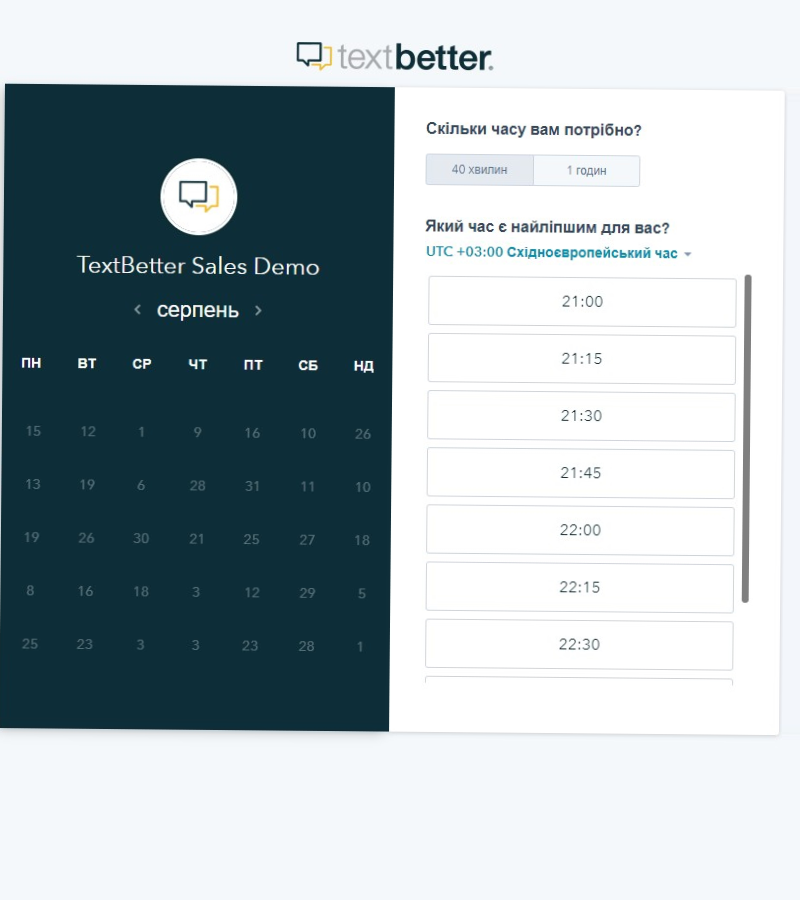 textbetter.
TextBetter Sales Demo
серпень
ПН ВТ СР ЧТ ПТ СБ НД
15 12 1 9 16 10 26
13 19 6 28 31 11 10
19 26 30 21 25 27 18
8 16 18 3 12 29 5
25 23 3 3 23 28 1
Скільки часу вам потрібно?
40 хвилин 1 годин
Який час є найліпшим для вас?
UTC +03:00 Східноєвропейський час
21:00
21:15
21:30
21:45
22:00
22:15
22:30